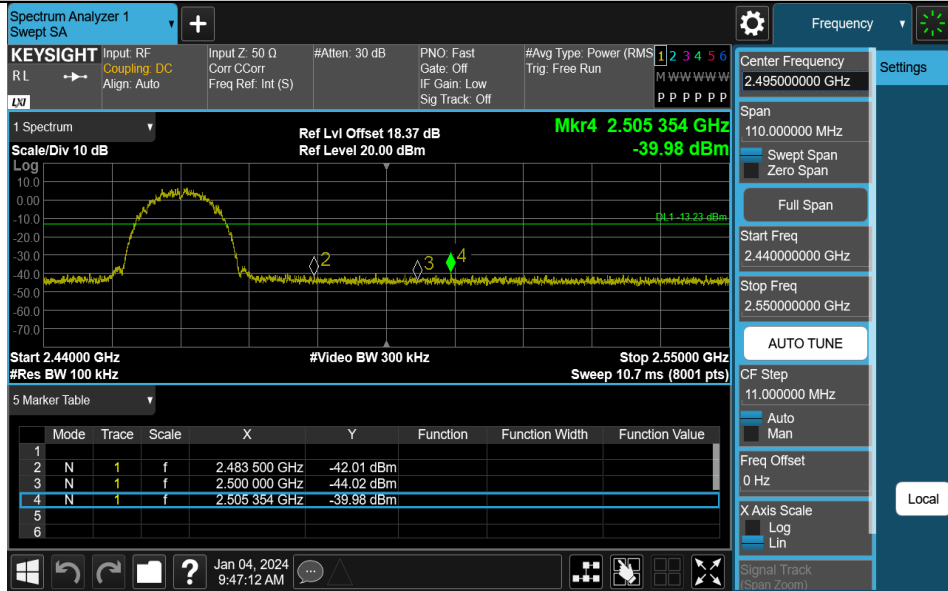 Spectrum Analyzer 1
Swept SA
+
Frequency
KEYSIGHT
RL
LXI
Input: RF
Coupling: DC
Align: Auto
Input Z: 50 Ω
Corr CCorr
Freq Ref: Int (S)
#Atten: 30 dB
PNO: Fast
Gate: Off
IF Gain: Low
Sig Track: Off
#Avg Type: Power (RMS
Trig: Free Run
1 2 3 4 5 6
M W W W W W
P P P P P P
1 Spectrum
Scale/Div 10 dB
Ref Lvl Offset 18.37 dB
Ref Level 20.00 dBm
Mkr4 2.505 354 GHz
-39.98 dBm
Log
10.0
0.00
-10.0
-20.0
-30.0
-40.0
-50.0
-60.0
-70.0
DL1 -13.23 dBm
2
3
4
Start 2.44000 GHz
#Video BW 300 kHz
Stop 2.55000 GHz
#Res BW 100 kHz
Sweep 10.7 ms (8001 pts)
5 Marker Table
Mode Trace Scale X Y Function Function Width Function Value
1
2 N 1 f 2.483 500 GHz -42.01 dBm
3 N 1 f 2.500 000 GHz -44.02 dBm
4 N 1 f 2.505 354 GHz -39.98 dBm
5
6
?
Jan 04, 2024
9:47:12 AM
Center Frequency
2.495000000 GHz
Span
110.000000 MHz
Swept Span
Zero Span
Full Span
Start Freq
2.440000000 GHz
Stop Freq
2.550000000 GHz
AUTO TUNE
CF Step
11.000000 MHz
Auto
Man
Freq Offset
0 Hz
X Axis Scale
Log
Lin
Signal Track
(Span Zoom)
Settings
Local